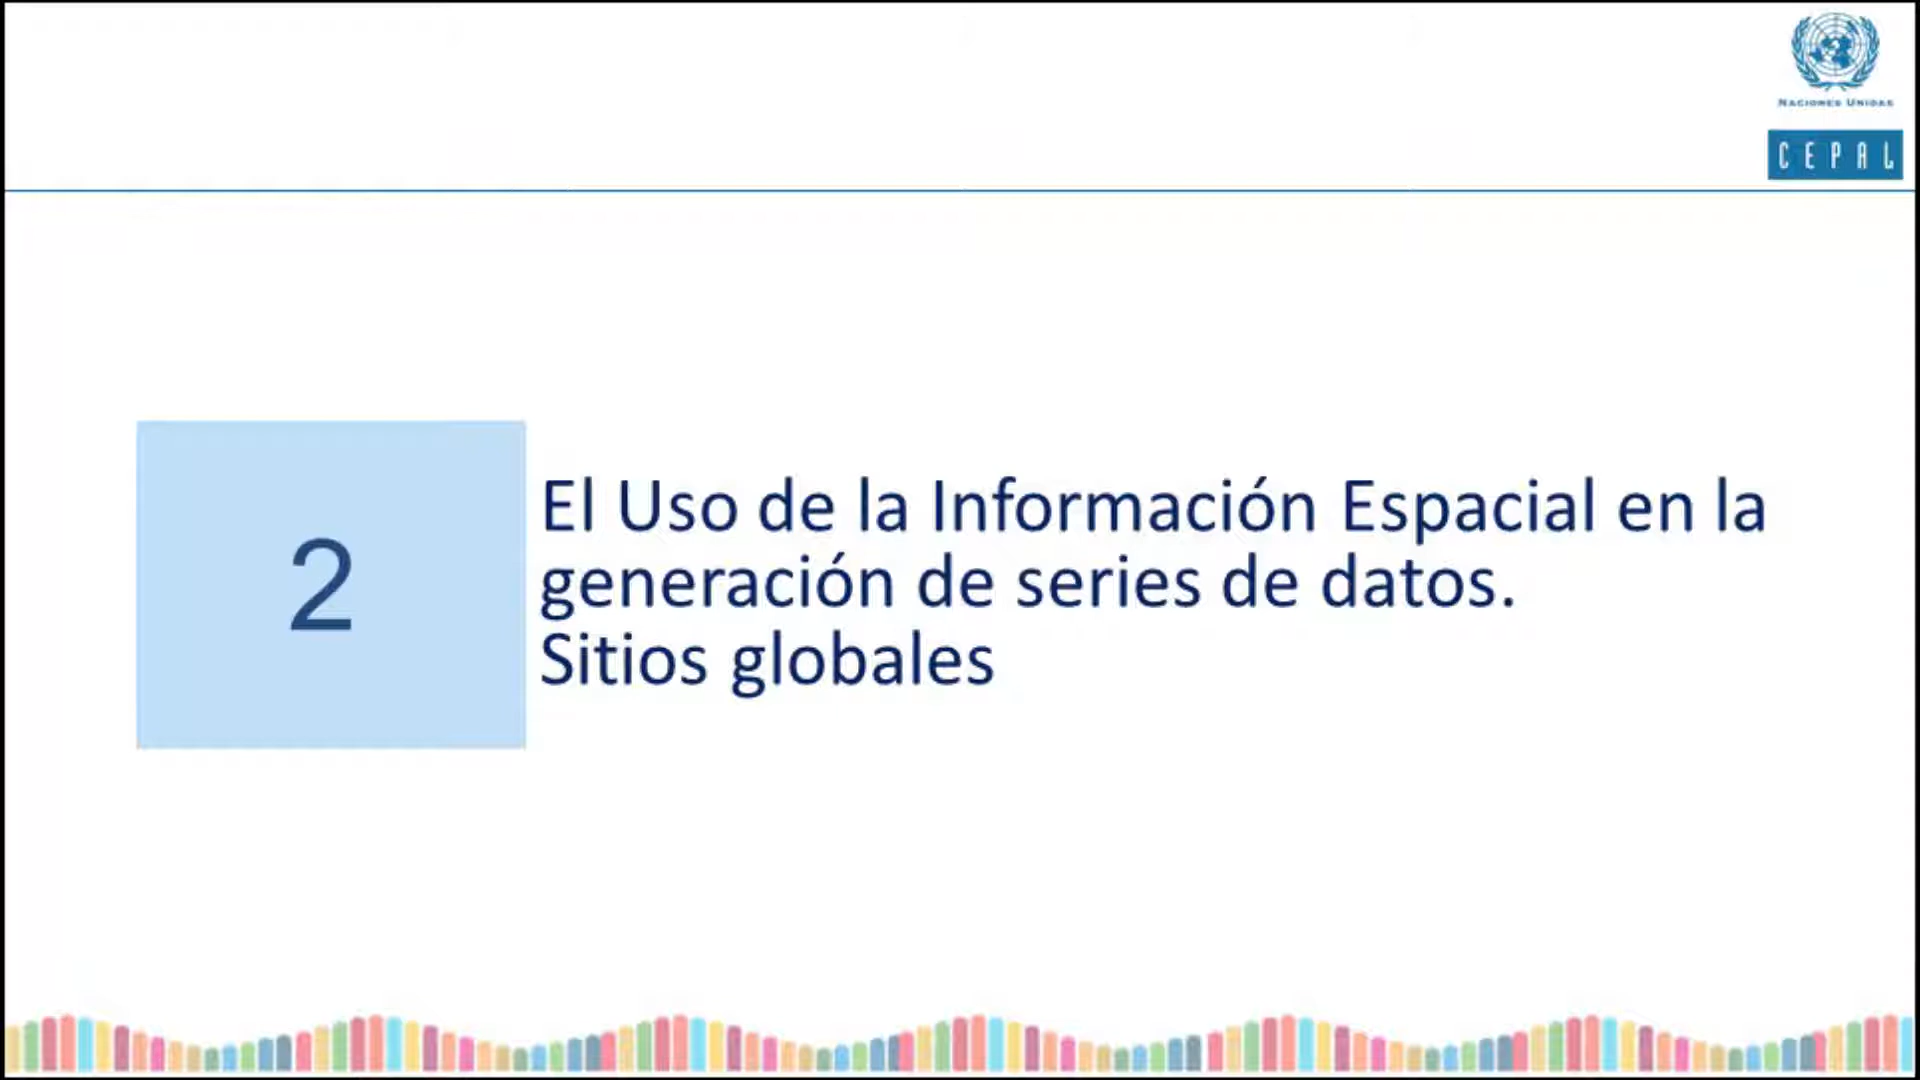 NACIONES UNIDAS
CEPAL
2
El Uso de la Información Espacial en la
generación de series de datos.
Sitios globales